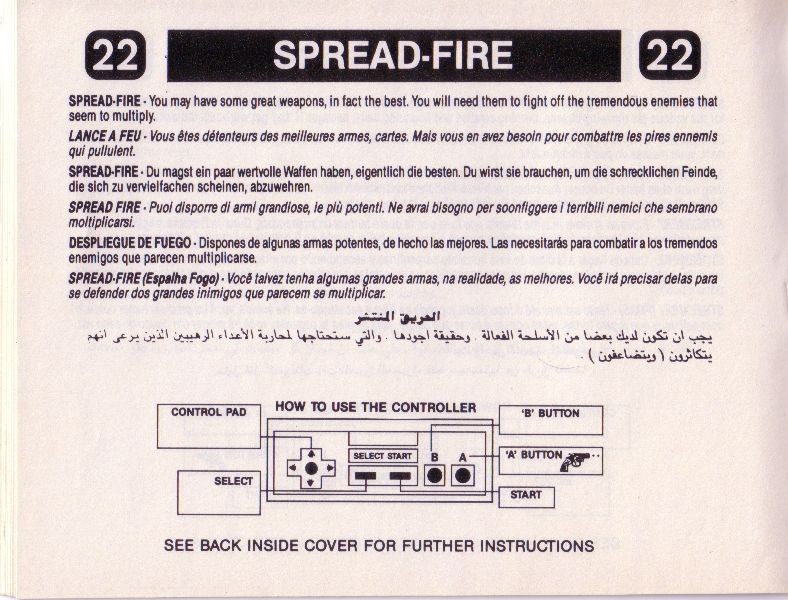 22 SPREAD-FIRE 22
SPREAD-FIRE - You may have some great weapons, in fact the best. You will need them to fight off the tremendous enemies that
seem to multiply.
LANCE A FEU - Vous êtes détenteurs des meilleures armes, cartes. Mais vous en avez besoin pour combattre les pires ennemis
qui pullulent.
SPREAD-FIRE - Du magst ein paar wertvolle Waffen haben, eigentlich die besten. Du wirst sie brauchen, um die schrecklichen Feinde,
die sich zu vervielfachen scheinen, abzuwehren.
SPREAD FIRE - Puoi disporre di armi grandiose, le più potenti. Ne avrai bisogno per soonfiggere i terribili nemici che sembrano
moltiplicarsi.
DESPLIEGUE DE FUEGO - Dispones de algunas armas potentes, de hecho las mejores. Las necesitarás para combatir a los tremendos
enemigos que parecen multiplicarse.
SPREAD-FIRE (Espalha Fogo) - Você talvez tenha algumas grandes armas, na realidade, as melhores. Você irá precisar delas para
se defender dos grandes inimigos que parecem se multiplicar.
الحريق المنتشر
يجب ان تكون لديك بعضا من الأسلحة الفعالة . وحقيقة اجودها . والتي ستحتاجها لمحاربة الأعداء الرهيبين الذين يرعى انهم
يتكاثرون ( ويتضاعفون ) .
HOW TO USE THE CONTROLLER
CONTROL PAD
'B' BUTTON
SELECT START B A
'A' BUTTON
SELECT
START
SEE BACK INSIDE COVER FOR FURTHER INSTRUCTIONS